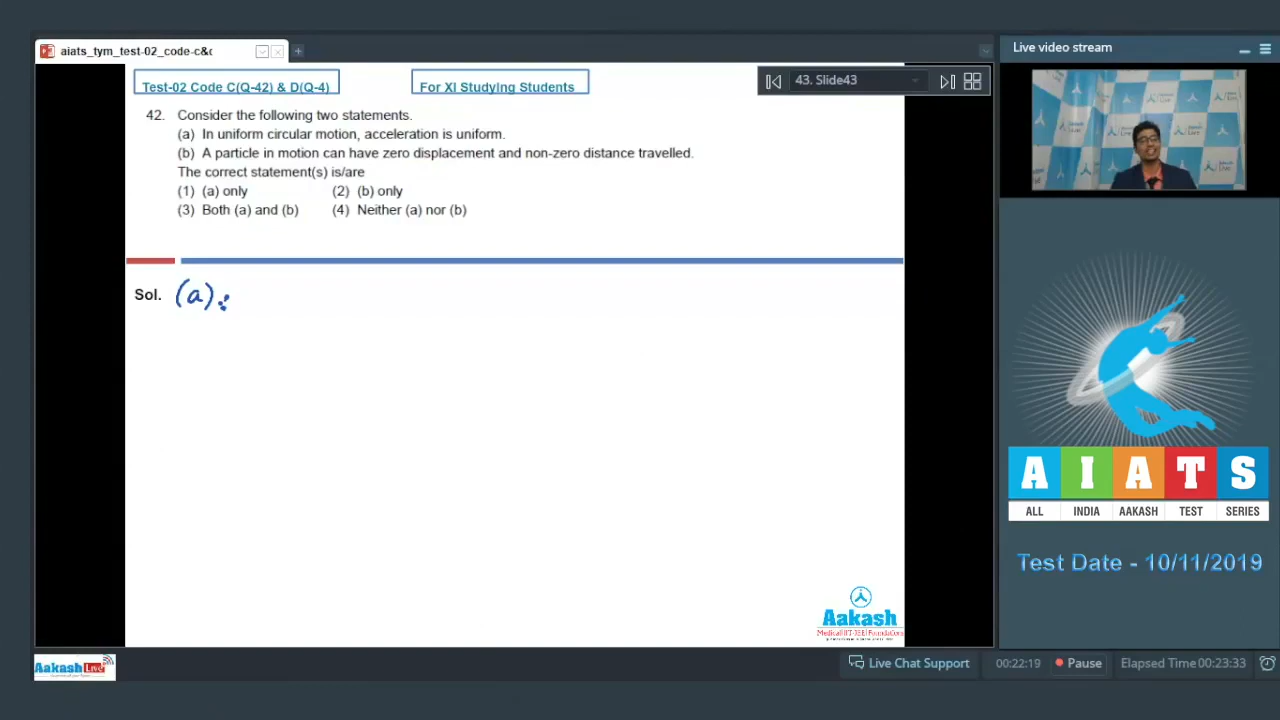 aiats_tym_test-02_code-c&c
Live video stream
Test-02 Code C(Q-42) & D(Q-4)
For XI Studying Students
43. Slide43
42. Consider the following two statements.
(a) In uniform circular motion, acceleration is uniform.
(b) A particle in motion can have zero displacement and non-zero distance travelled.
The correct statement(s) is/are
(1) (a) only (2) (b) only
(3) Both (a) and (b) (4) Neither (a) nor (b)
Sol. (a) :
A I A T S
ALL INDIA AAKASH TEST SERIES
Test Date - 10/11/2019
Aakash
Medical|IIT-JEE|Foundations
Aakash Live
Live Chat Support
00:22:19
Pause
Elapsed Time 00:23:33